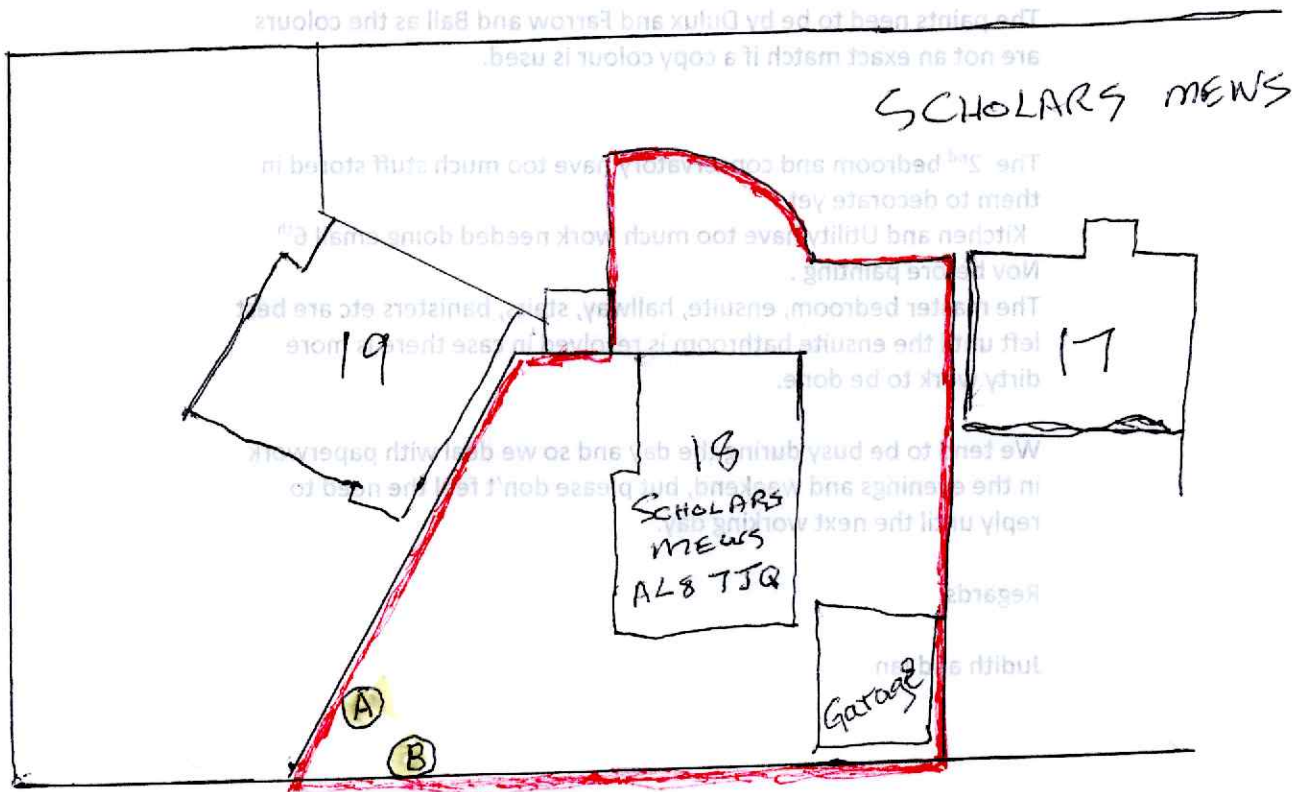 The paints need to be by Dulux and Farrow and Ball as the colours
are not an exact match if a copy colour is used.
SCHOLARS MEWS
The 2nd bedroom and conservatory have too much stuff stored in
them to decorate yet
Kitchen and Utility have too much work needed doing email 6th
Nov before painting .
The master bedroom, ensuite, hallway, stairs, banisters etc are best
left until the ensuite bathroom is resolved in case there is more
dirty work to be done.
19
17
18
SCHOLARS
MEWS
AL8 7JQ
We tend to be busy during the day and so we deal with paperwork
in the evenings and weekend, but please don't feel the need to
reply until the next working day.
Regards
Judith and
Garage
A
B